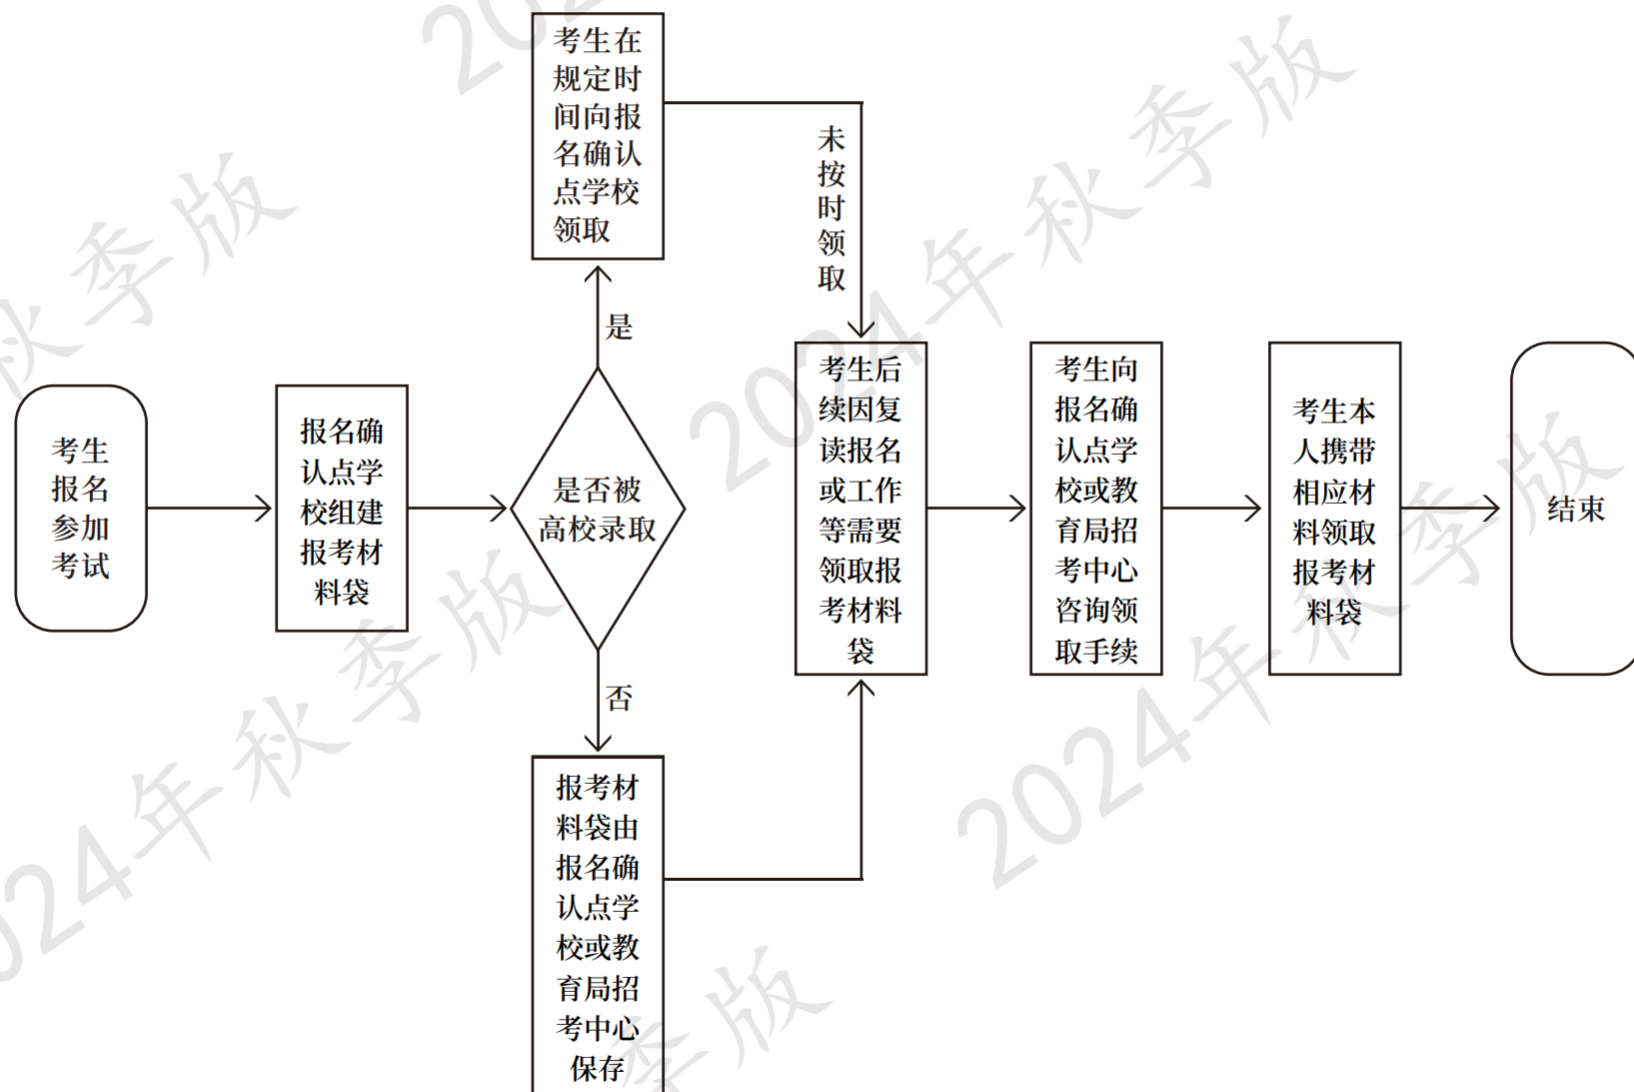 考生
报名
参加
考试
报名确
认点学
校组建
报考材
料袋
是否被
高校录取
是
考生在
规定时
间向报
名确认
点学校
领取
未
按
时
领
取
否
报考材
料袋由
报名确
认点学
校或教
育局招
考中心
保存
考生后
续因复
读报名
或工作
等需要
领取报
考材料
袋
考生向
报名确
认点学
校或教
育局招
考中心
咨询领
取手续
考生本
人携带
相应材
料领取
报考材
料袋
结束
202
秋季版
2024年秋季版
024年秋季版
2024年秋季版
季版